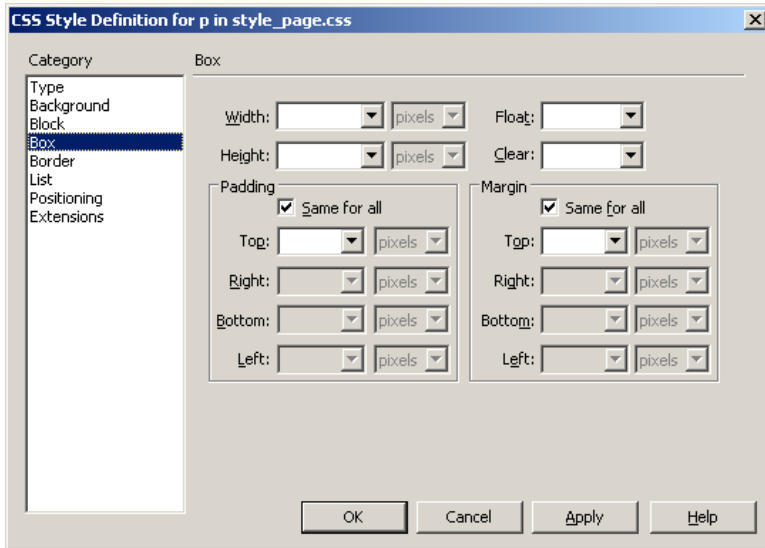 CSS Style Definition for p in style_page.css
Category
Type
Background
Block
Box
Border
List
Positioning
Extensions
Box
Width: pixels Float:
Height: pixels Clear:
Padding
Same for all
Top: pixels
Right: pixels
Bottom: pixels
Left: pixels
Margin
Same for all
Top: pixels
Right: pixels
Bottom: pixels
Left: pixels
OK Cancel Apply Help